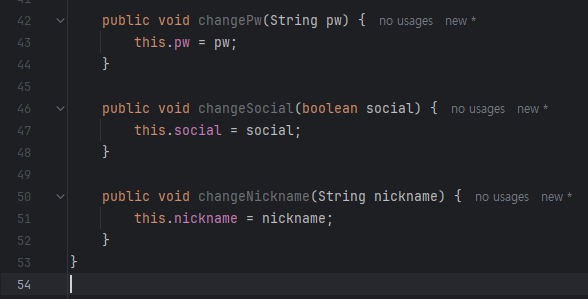 42 public void changePw(String pw) { no usages new *
43 this.pw = pw;
44 }
45
46 public void changeSocial(boolean social) { no usages new *
47 this.social = social;
48 }
49
50 public void changeNickname(String nickname) { no usages new *
51 this.nickname = nickname;
52 }
53 }
54